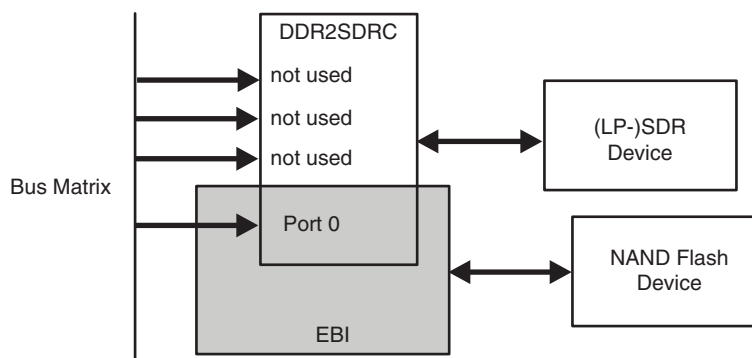 DDR2SDRC
not used
not used
not used
(LP-)SDR
Device
Bus Matrix
Port 0
NAND Flash
Device
EBI